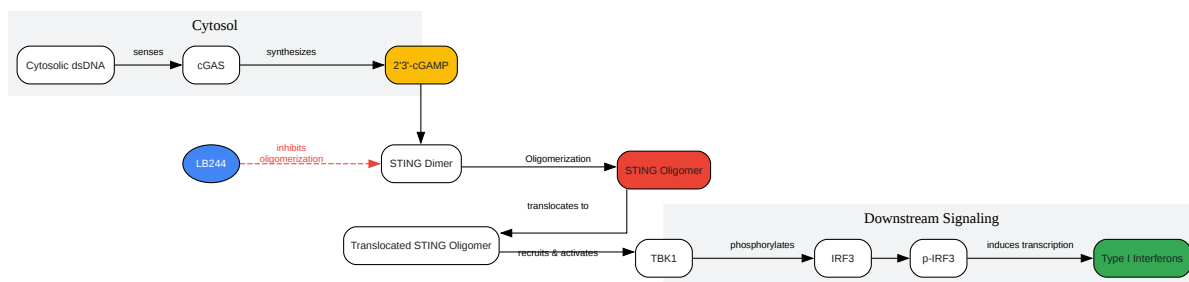 Cytosol
senses
synthesizes
Cytosolic dsDNA
cGAS
2'3'-cGAMP
inhibits
oligomerization
LB244
STING Dimer
Oligomerization
STING Oligomer
translocates to
Downstream Signaling
Translocated STING Oligomer
recruits & activates
TBK1
phosphorylates
IRF3
p-IRF3
induces transcription
Type I Interferons